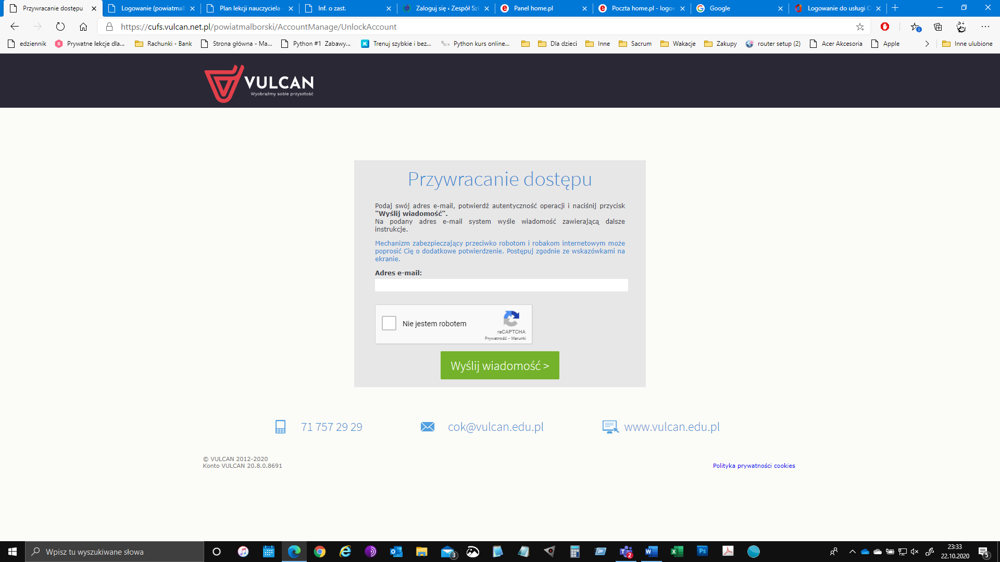 Przywracanie dostępu
Logowanie (powiatmalb
Plan lekcji nauczyciela
Inf. o zast.
Zaloguj się ‹ Zespół Szk
Panel home.pl
Poczta home.pl - logow
Google
Logowanie do usługi O
https://cufs.vulcan.net.pl/powiatmalborski/AccountManage/UnlockAccount
edziennik
Prywatne lekcje dla...
Rachunki - Bank
Strona główna - Ma...
Python #1 Zabawy...
Trenuj szybkie i bez...
Python kurs online...
Dla dzieci
Inne
Sacrum
Wakacje
Zakupy
router setup (2)
Acer Akcesoria
Apple
Inne ulubione
VULCAN
Wyobraźmy sobie przyszłość
Przywracanie dostępu
Podaj swój adres e-mail, potwierdź autentyczność operacji i naciśnij przycisk
"Wyślij wiadomość".
Na podany adres e-mail system wyśle wiadomość zawierającą dalsze
instrukcje.
Mechanizm zabezpieczający przeciwko robotom i robakom internetowym może
poprosić Cię o dodatkowe potwierdzenie. Postępuj zgodnie ze wskazówkami na
ekranie.
Adres e-mail:
Nie jestem robotem
reCAPTCHA
Prywatność - Warunki
Wyślij wiadomość >
71 757 29 29
cok@vulcan.edu.pl
www.vulcan.edu.pl
© VULCAN 2012-2020
Konto VULCAN 20.8.0.8691
Polityka prywatności cookies
Wpisz tu wyszukiwane słowa
3
2
23:33
22.10.2020
5